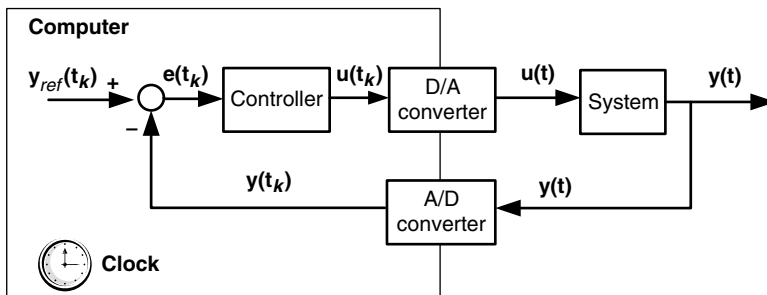 Computer
y_ref(t_k)
+
e(t_k)
Controller
u(t_k)
D/A
converter
u(t)
System
y(t)
−
y(t_k)
A/D
converter
y(t)
Clock